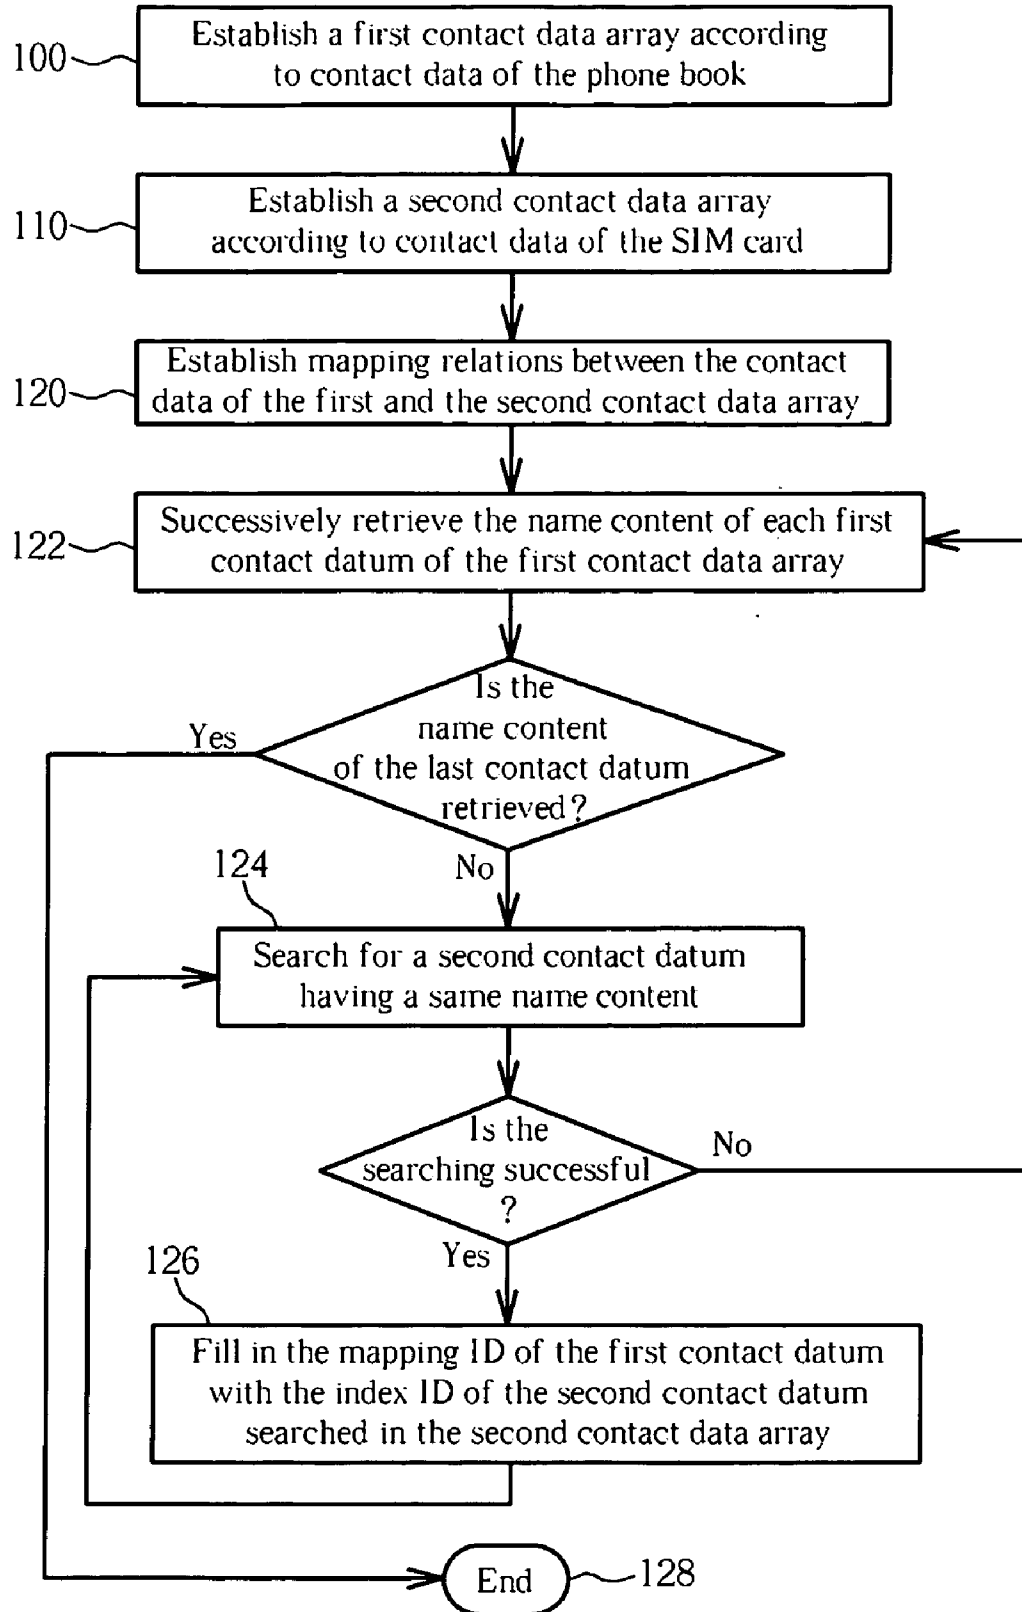 Establish a first contact data array according
to contact data of the phone book
100
Establish a second contact data array
according to contact data of the SIM card
110
Establish mapping relations between the contact
data of the first and the second contact data array
120
Successively retrieve the name content of each first
contact datum of the first contact data array
122
Is the
name content
of the last contact datum
retrieved?
Yes
No
124
Search for a second contact datum
having a same name content
Is the
searching successful
?
No
Yes
126
Fill in the mapping ID of the first contact datum
with the index ID of the second contact datum
searched in the second contact data array
End
128